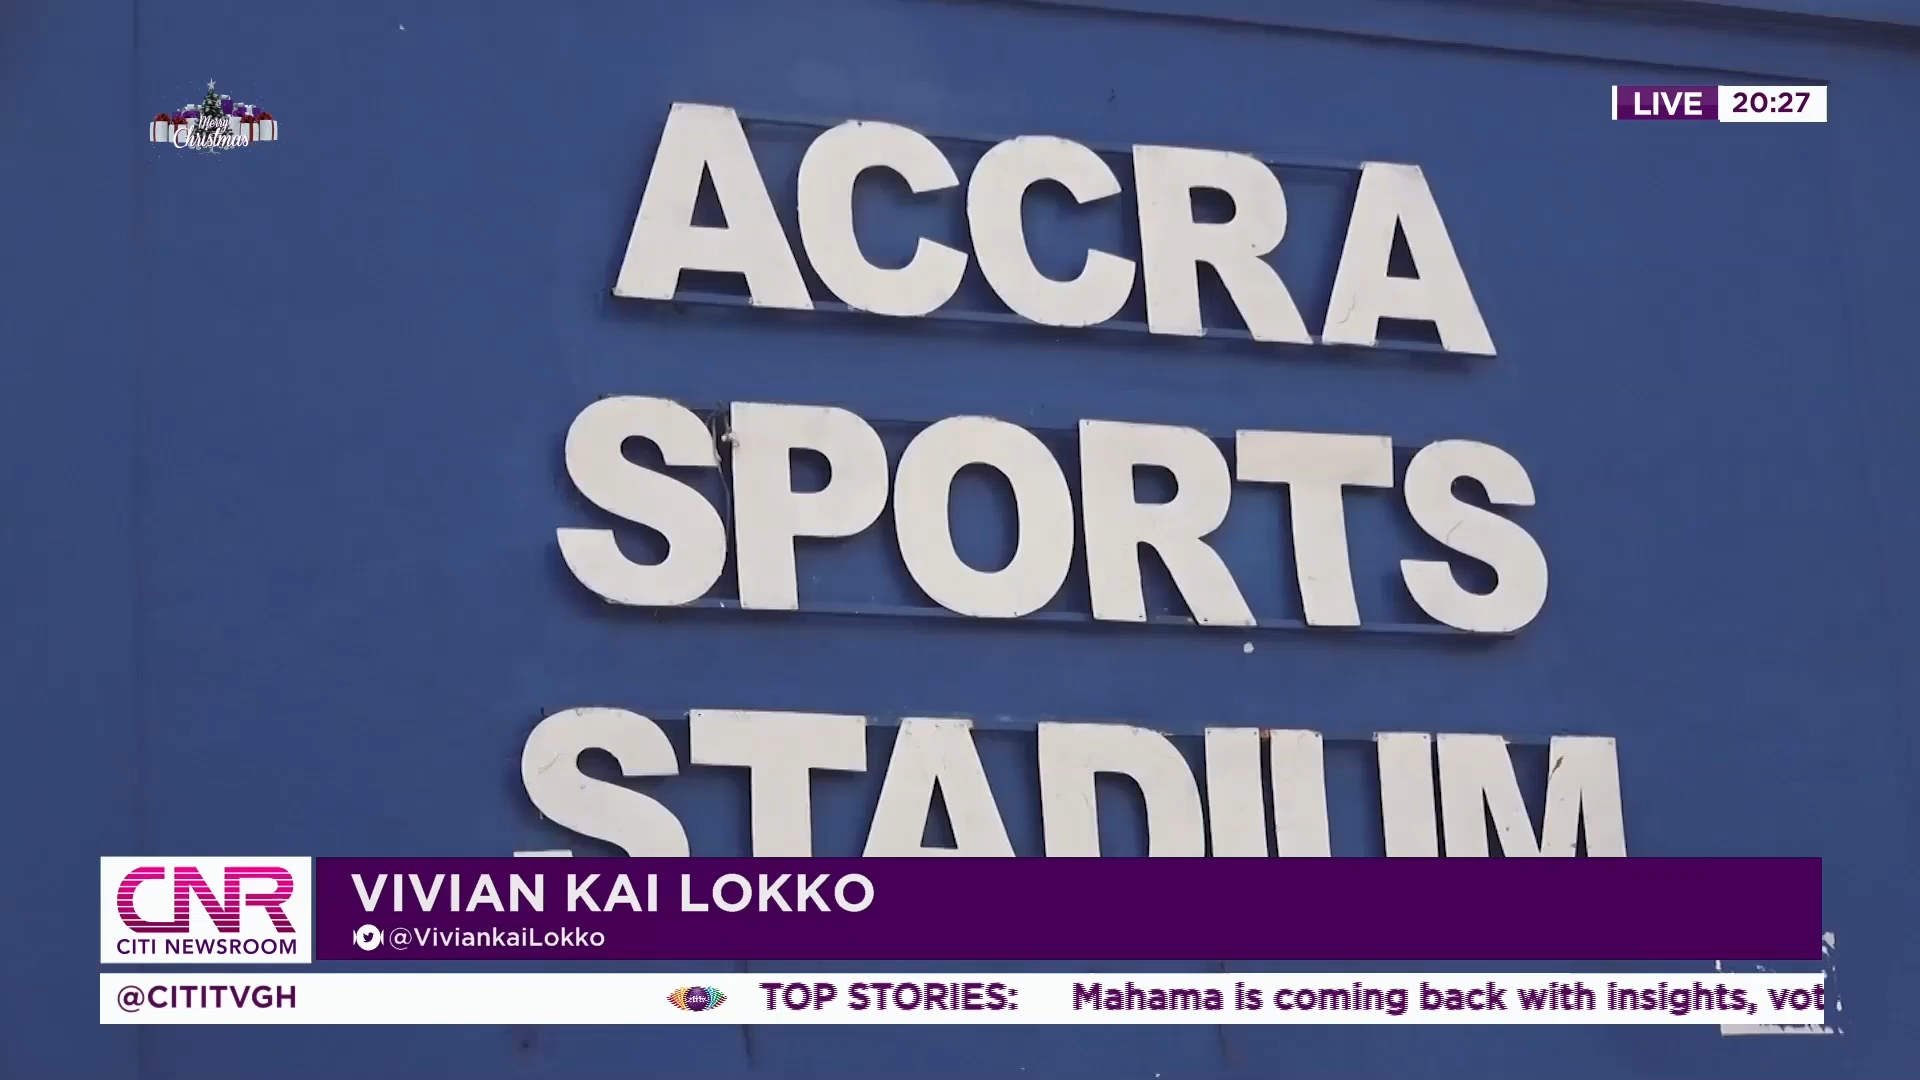 Merry
Christmas
LIVE 20:27
ACCRA
SPORTS
STADIUM
CNR
CITI NEWSROOM
VIVIAN KAI LOKKO
@ViviankaiLokko
@CITITVGH
TOP STORIES: Mahama is coming back with insights,